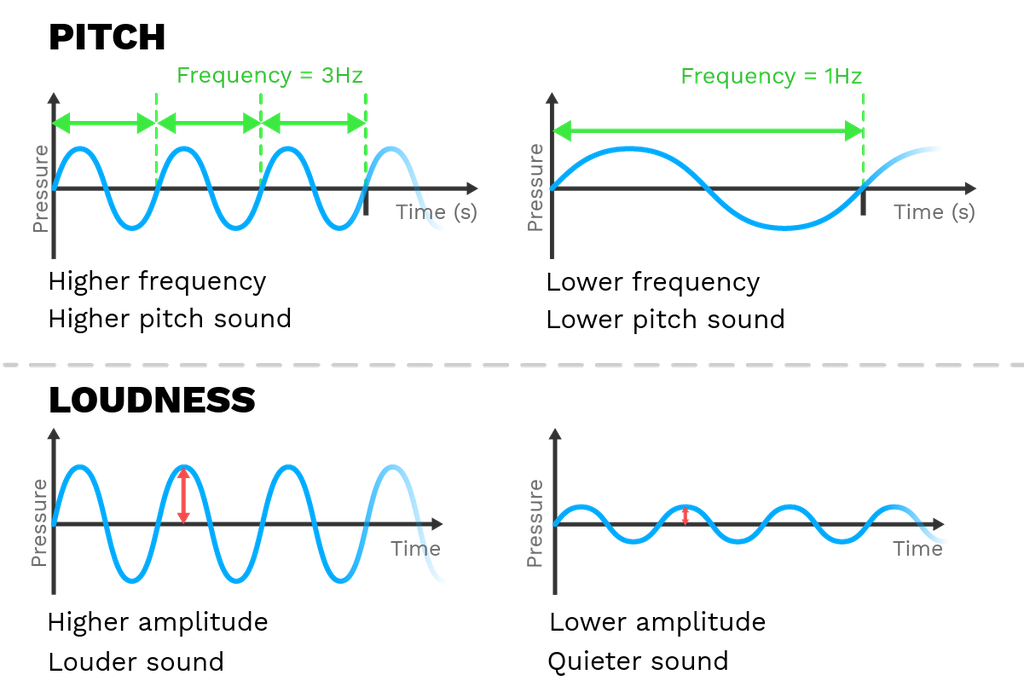 PITCH
Frequency = 3Hz
Pressure
Time (s)
Higher frequency
Higher pitch sound
Frequency = 1Hz
Pressure
Time (s)
Lower frequency
Lower pitch sound
LOUDNESS
Pressure
Time
Higher amplitude
Louder sound
Pressure
Time
Lower amplitude
Quieter sound